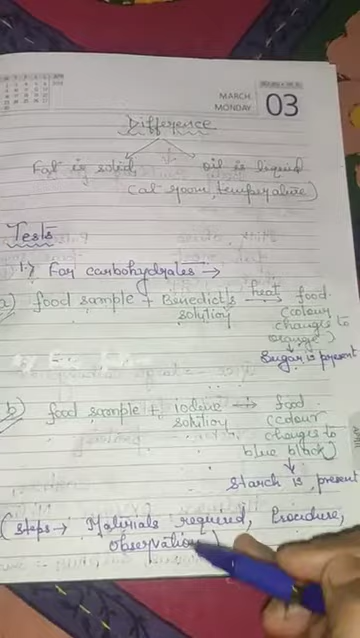 MARCH
MONDAY
03
Difference
Fat is solid
oil is liquid
(at room temperature)
Tests
1.) For carbohydrates →
a) food sample + Benedict's heat → food
solution (colour
changes to
orange)
Sugar is present
b) food sample + iodine → food
solution (colour
changes to
blue black)
Starch is present
(steps → Materials required, Procedure,
observation)
APRIL